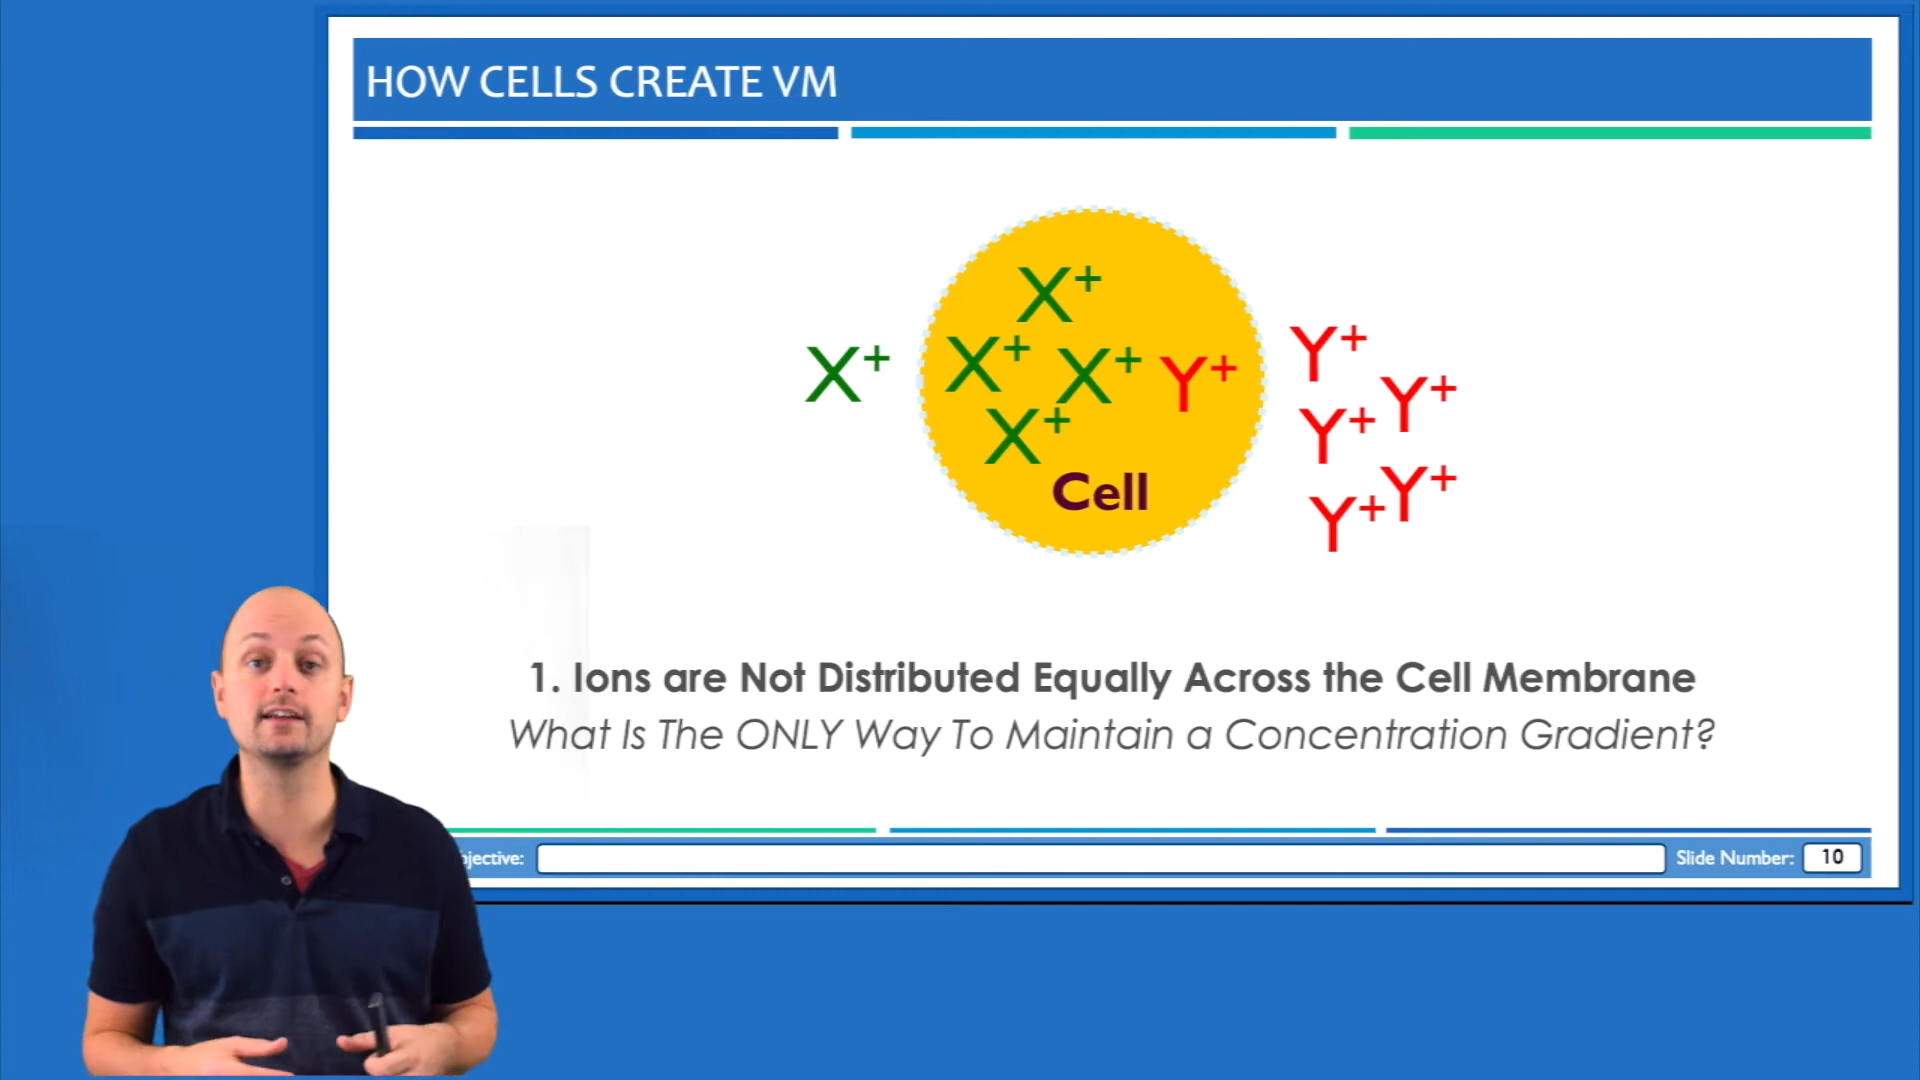 HOW CELLS CREATE VM
X+
X+
X+
X+
Y+
Y+
X+
Y+
X+
Y+
Cell
Y+
Y+
1. Ions are Not Distributed Equally Across the Cell Membrane
What Is The ONLY Way To Maintain a Concentration Gradient?
bjective:
Slide Number: 10